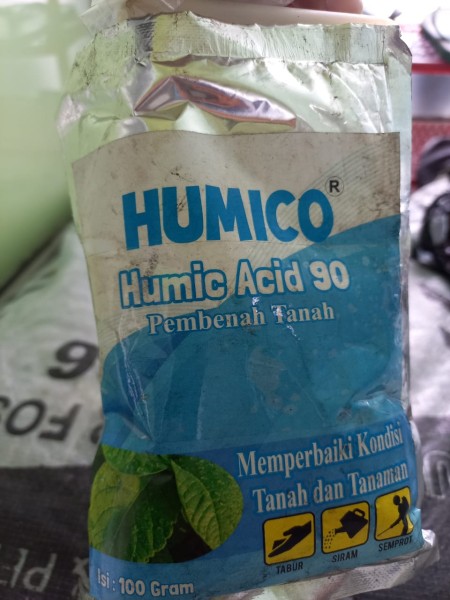 HUMICO ®
Humic Acid 90
Pembenah Tanah
Memperbaiki Kondisi
Tanah dan Tanaman
TABUR SIRAM SEMPROT
Isi : 100 Gram